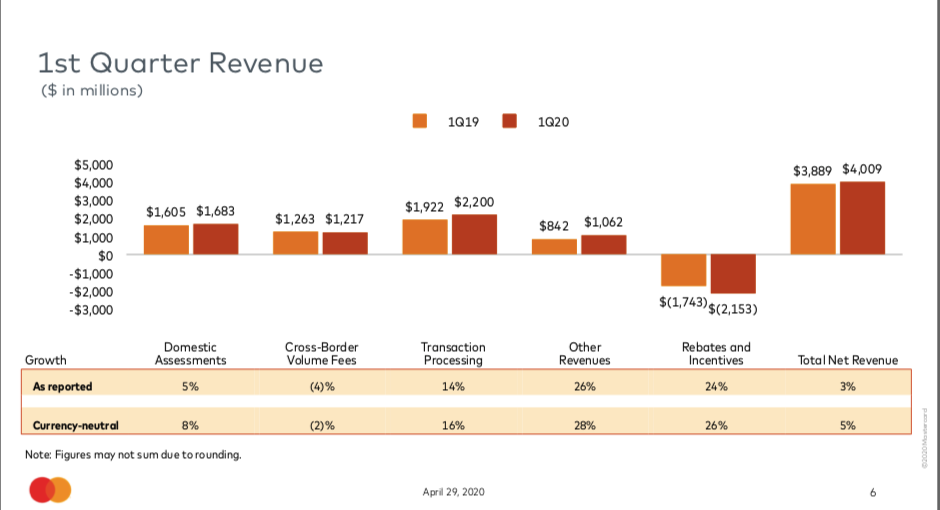 1st Quarter Revenue
($ in millions)
1Q19 1Q20
$5,000
$4,000
$3,000
$2,000
$1,000
$0
-$1,000
-$2,000
-$3,000
$1,605 $1,683
$1,263 $1,217
$1,922 $2,200
$842 $1,062
$(1,743) $(2,153)
$3,889 $4,009
Growth
Domestic
Assessments
Cross-Border
Volume Fees
Transaction
Processing
Other
Revenues
Rebates and
Incentives
Total Net Revenue
As reported 5% (4)% 14% 26% 24% 3%
Currency-neutral 8% (2)% 16% 28% 26% 5%
Note: Figures may not sum due to rounding.
©2020 Mastercard
April 29, 2020
6